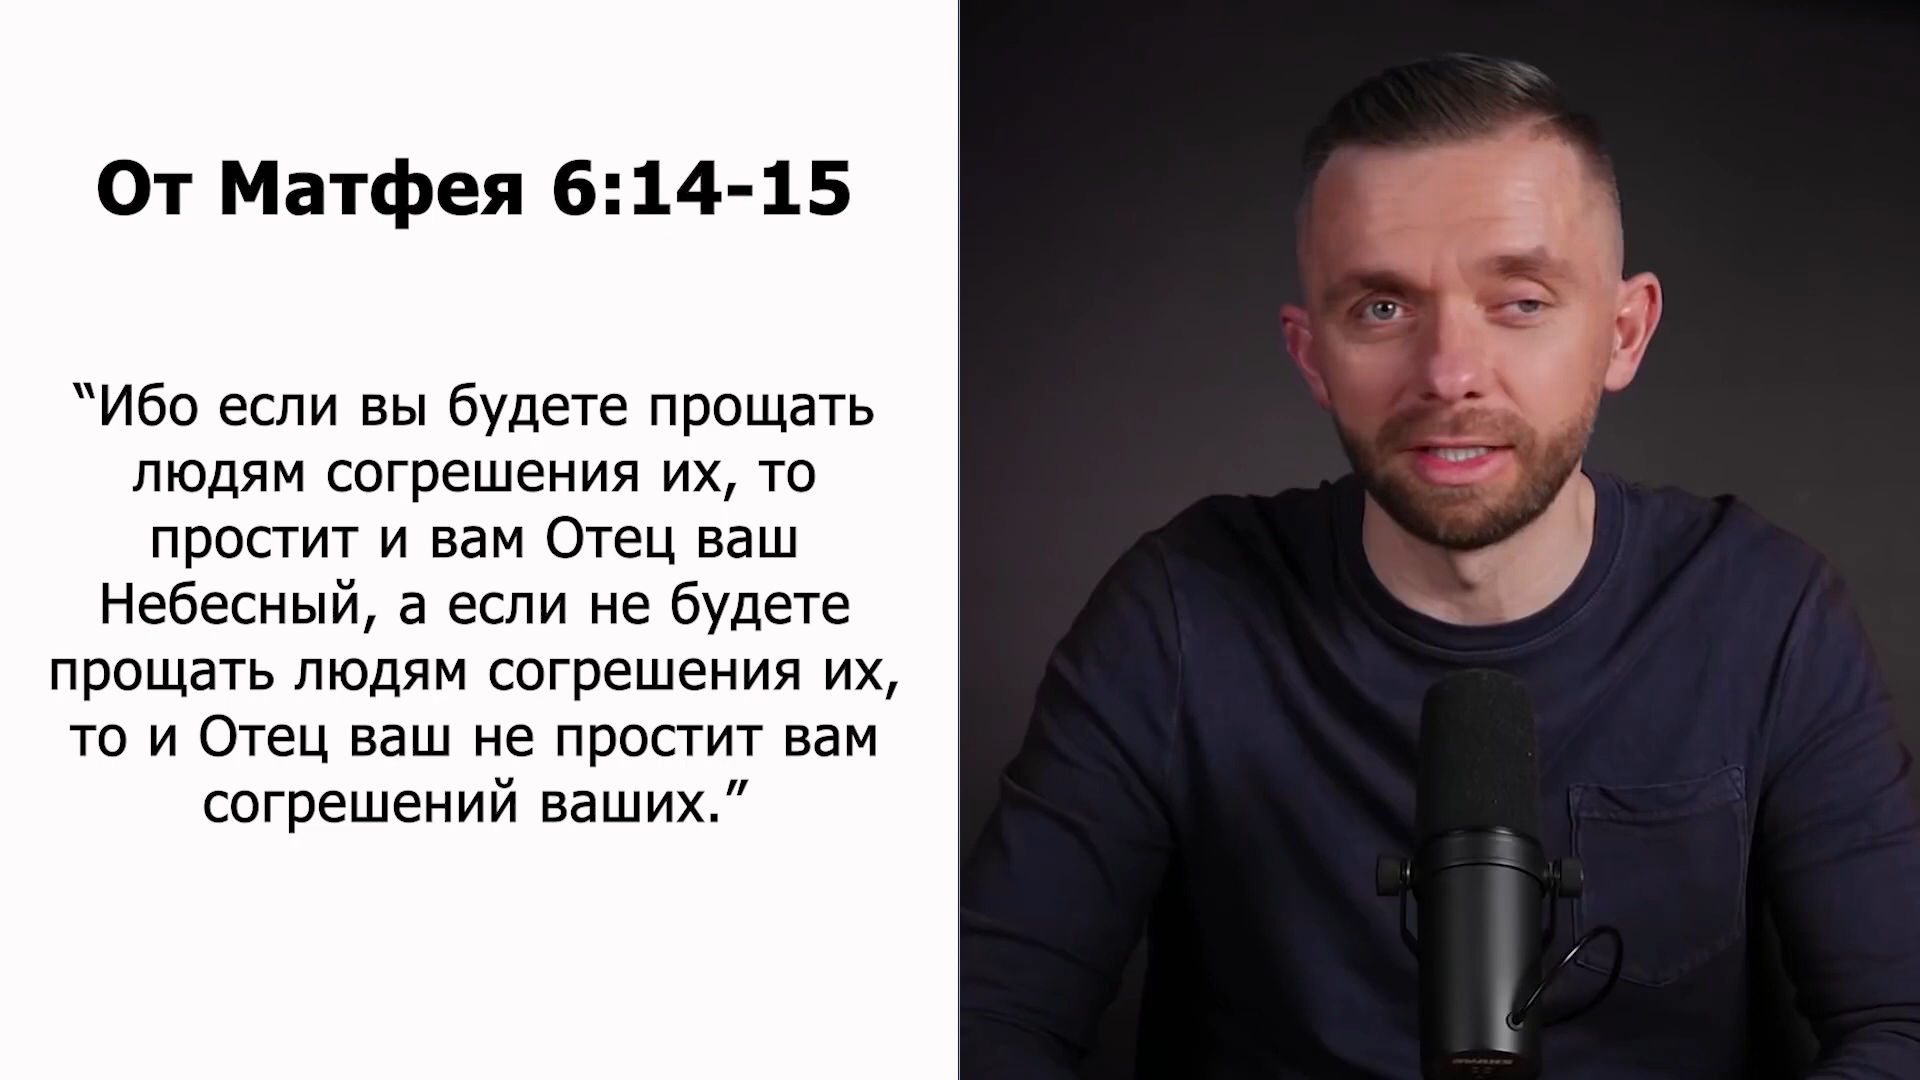 От Матфея 6:14-15
“Ибо если вы будете прощать
людям согрешения их, то
простит и вам Отец ваш
Небесный, а если не будете
прощать людям согрешения их,
то и Отец ваш не простит вам
согрешений ваших.”